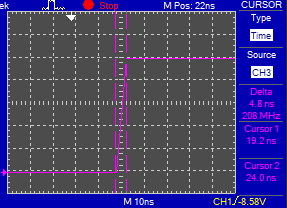 ek Stop M Pos: 22ns CURSOR
Type
Time
Source
CH3
Delta
4.8 ns
208 MHz
Cursor 1
19.2 ns
Cursor 2
24.0 ns
M 10ns CH1 -8.58V